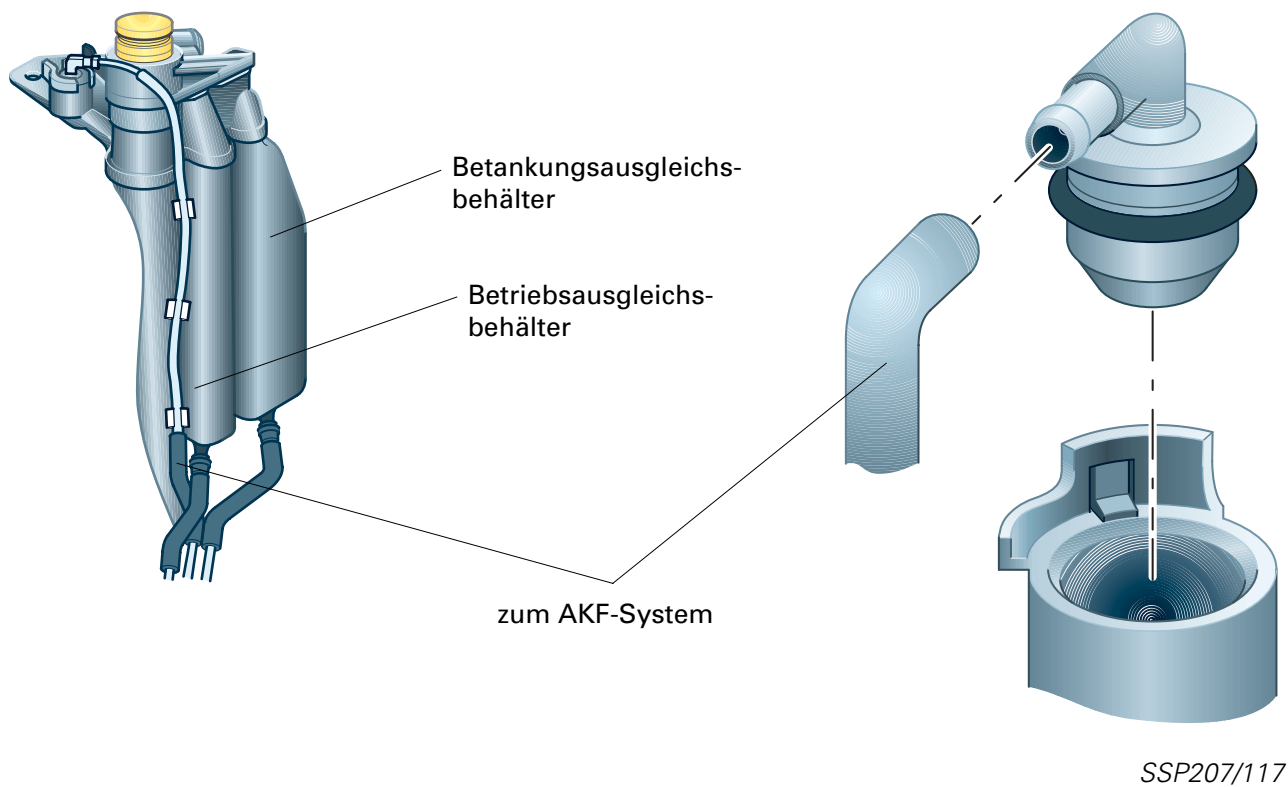 Betankungsausgleichs-
behälter
Betriebsausgleichs-
behälter
zum AKF-System
SSP207/117